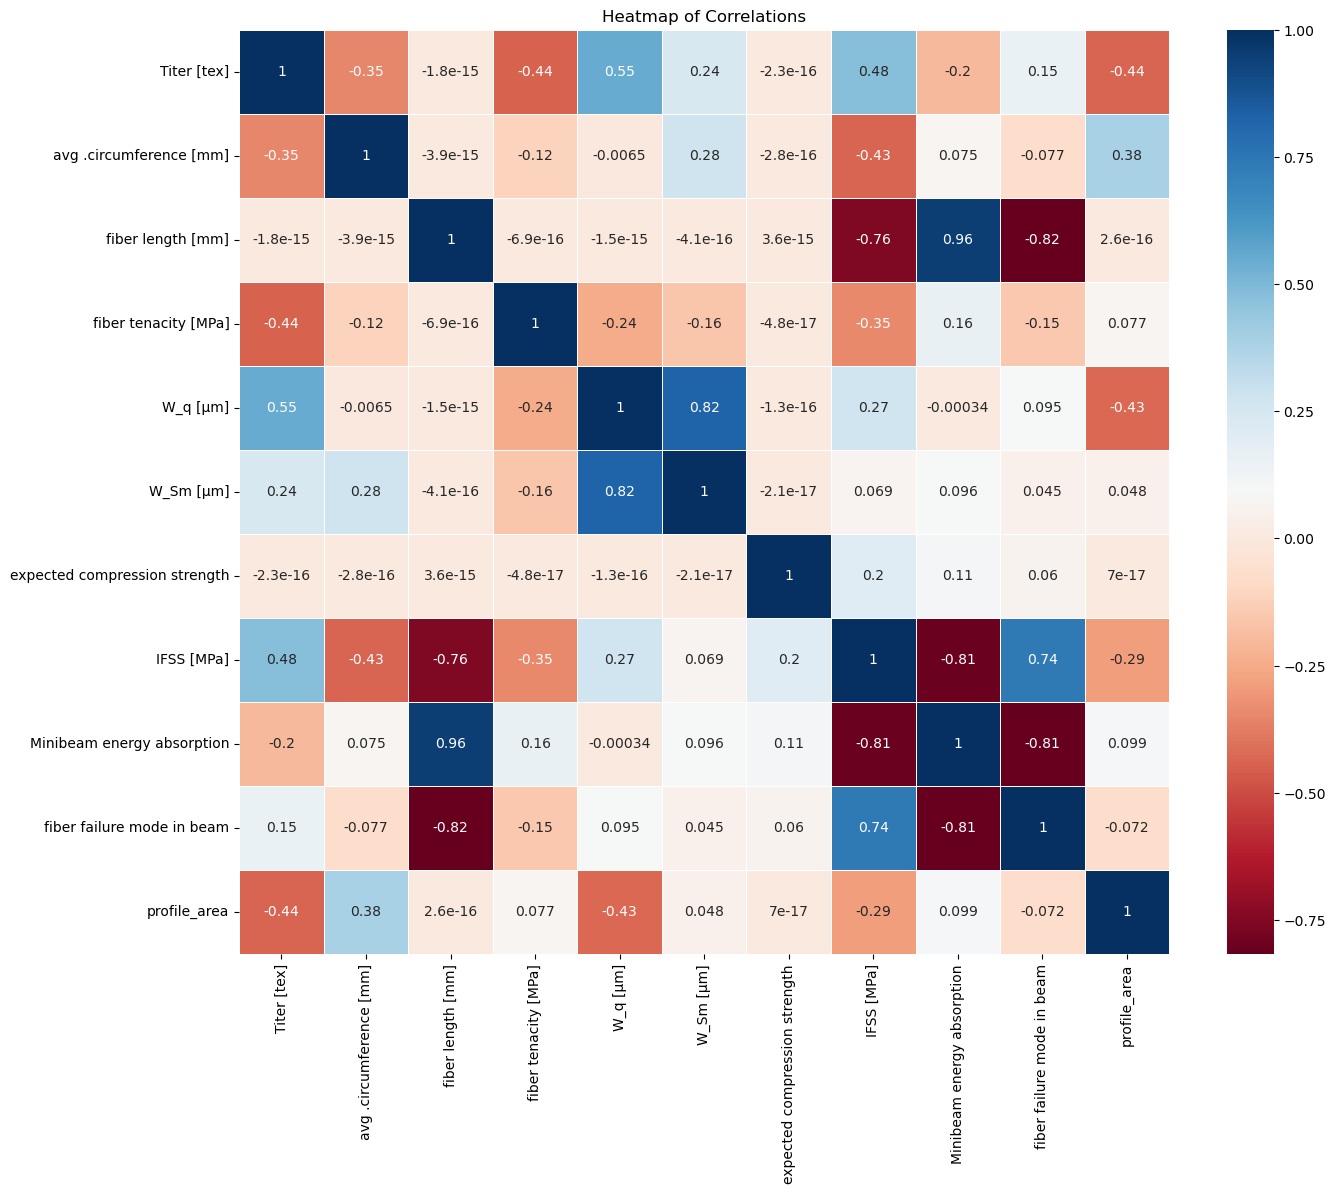 Heatmap of Correlations
Titer [tex] 1 -0.35 -1.8e-15 -0.44 0.55 0.24 -2.3e-16 0.48 -0.2 0.15 -0.44
avg .circumference [mm] -0.35 1 -3.9e-15 -0.12 -0.0065 0.28 -2.8e-16 -0.43 0.075 -0.077 0.38
fiber length [mm] -1.8e-15 -3.9e-15 1 -6.9e-16 -1.5e-15 -4.1e-16 3.6e-15 -0.76 0.96 -0.82 2.6e-16
fiber tenacity [MPa] -0.44 -0.12 -6.9e-16 1 -0.24 -0.16 -4.8e-17 -0.35 0.16 -0.15 0.077
W_q [µm] 0.55 -0.0065 -1.5e-15 -0.24 1 0.82 -1.3e-16 0.27 -0.00034 0.095 -0.43
W_Sm [µm] 0.24 0.28 -4.1e-16 -0.16 0.82 1 -2.1e-17 0.069 0.096 0.045 0.048
expected compression strength -2.3e-16 -2.8e-16 3.6e-15 -4.8e-17 -1.3e-16 -2.1e-17 1 0.2 0.11 0.06 7e-17
IFSS [MPa] 0.48 -0.43 -0.76 -0.35 0.27 0.069 0.2 1 -0.81 0.74 -0.29
Minibeam energy absorption -0.2 0.075 0.96 0.16 -0.00034 0.096 0.11 -0.81 1 -0.81 0.099
fiber failure mode in beam 0.15 -0.077 -0.82 -0.15 0.095 0.045 0.06 0.74 -0.81 1 -0.072
profile_area -0.44 0.38 2.6e-16 0.077 -0.43 0.048 7e-17 -0.29 0.099 -0.072 1
Titer [tex]
avg .circumference [mm]
fiber length [mm]
fiber tenacity [MPa]
W_q [µm]
W_Sm [µm]
expected compression strength
IFSS [MPa]
Minibeam energy absorption
fiber failure mode in beam
profile_area
1.00
0.75
0.50
0.25
0.00
−0.25
−0.50
−0.75